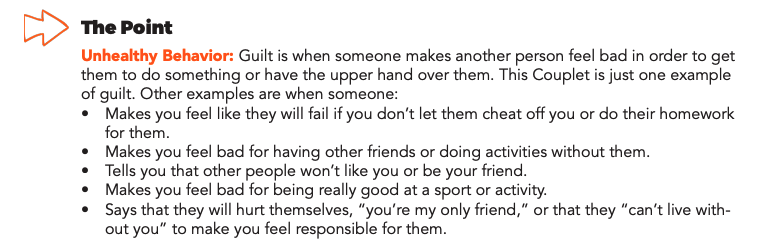 The Point
Unhealthy Behavior: Guilt is when someone makes another person feel bad in order to get
them to do something or have the upper hand over them. This Couplet is just one example
of guilt. Other examples are when someone:
• Makes you feel like they will fail if you don’t let them cheat off you or do their homework
for them.
• Makes you feel bad for having other friends or doing activities without them.
• Tells you that other people won’t like you or be your friend.
• Makes you feel bad for being really good at a sport or activity.
• Says that they will hurt themselves, “you’re my only friend,” or that they “can’t live with-
out you” to make you feel responsible for them.